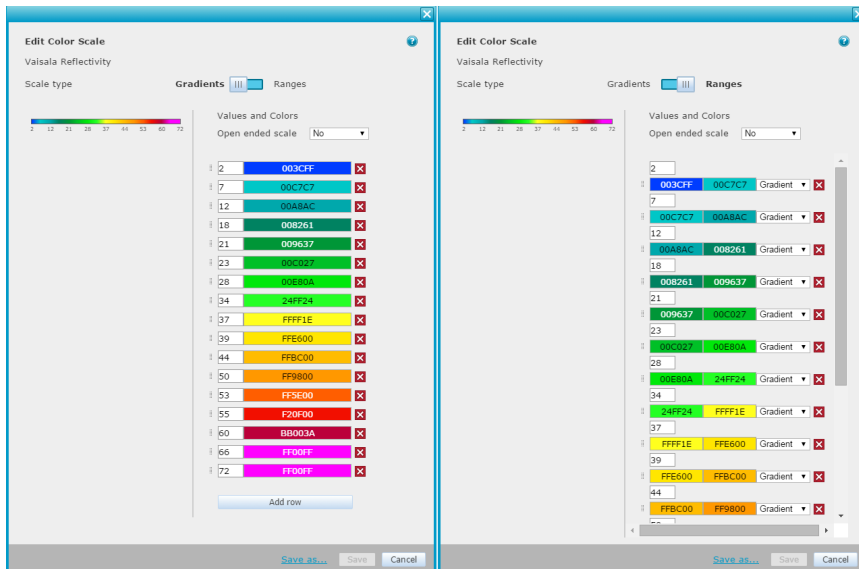 Edit Color Scale
Vaisala Reflectivity
Scale type Gradients Ranges
2 12 21 28 37 44 53 60 72
Values and Colors
Open ended scale No
2 003CFF
7 00C7C7
12 00A8AC
18 008261
21 009637
23 00C027
28 00E80A
34 24FF24
37 FFFF1E
39 FFE600
44 FFBC00
50 FF9800
53 FF5E00
55 F20F00
60 BB003A
66 FF00FF
72 FF00FF
Add row
Save as... Save Cancel
Edit Color Scale
Vaisala Reflectivity
Scale type Gradients Ranges
2 12 21 28 37 44 53 60 72
Values and Colors
Open ended scale No
2
003CFF 00C7C7 Gradient
7
00C7C7 00A8AC Gradient
12
00A8AC 008261 Gradient
18
008261 009637 Gradient
21
009637 00C027 Gradient
23
00C027 00E80A Gradient
28
00E80A 24FF24 Gradient
34
24FF24 FFFF1E Gradient
37
FFFF1E FFE600 Gradient
39
FFE600 FFBC00 Gradient
44
FFBC00 FF9800 Gradient
Save as... Save Cancel